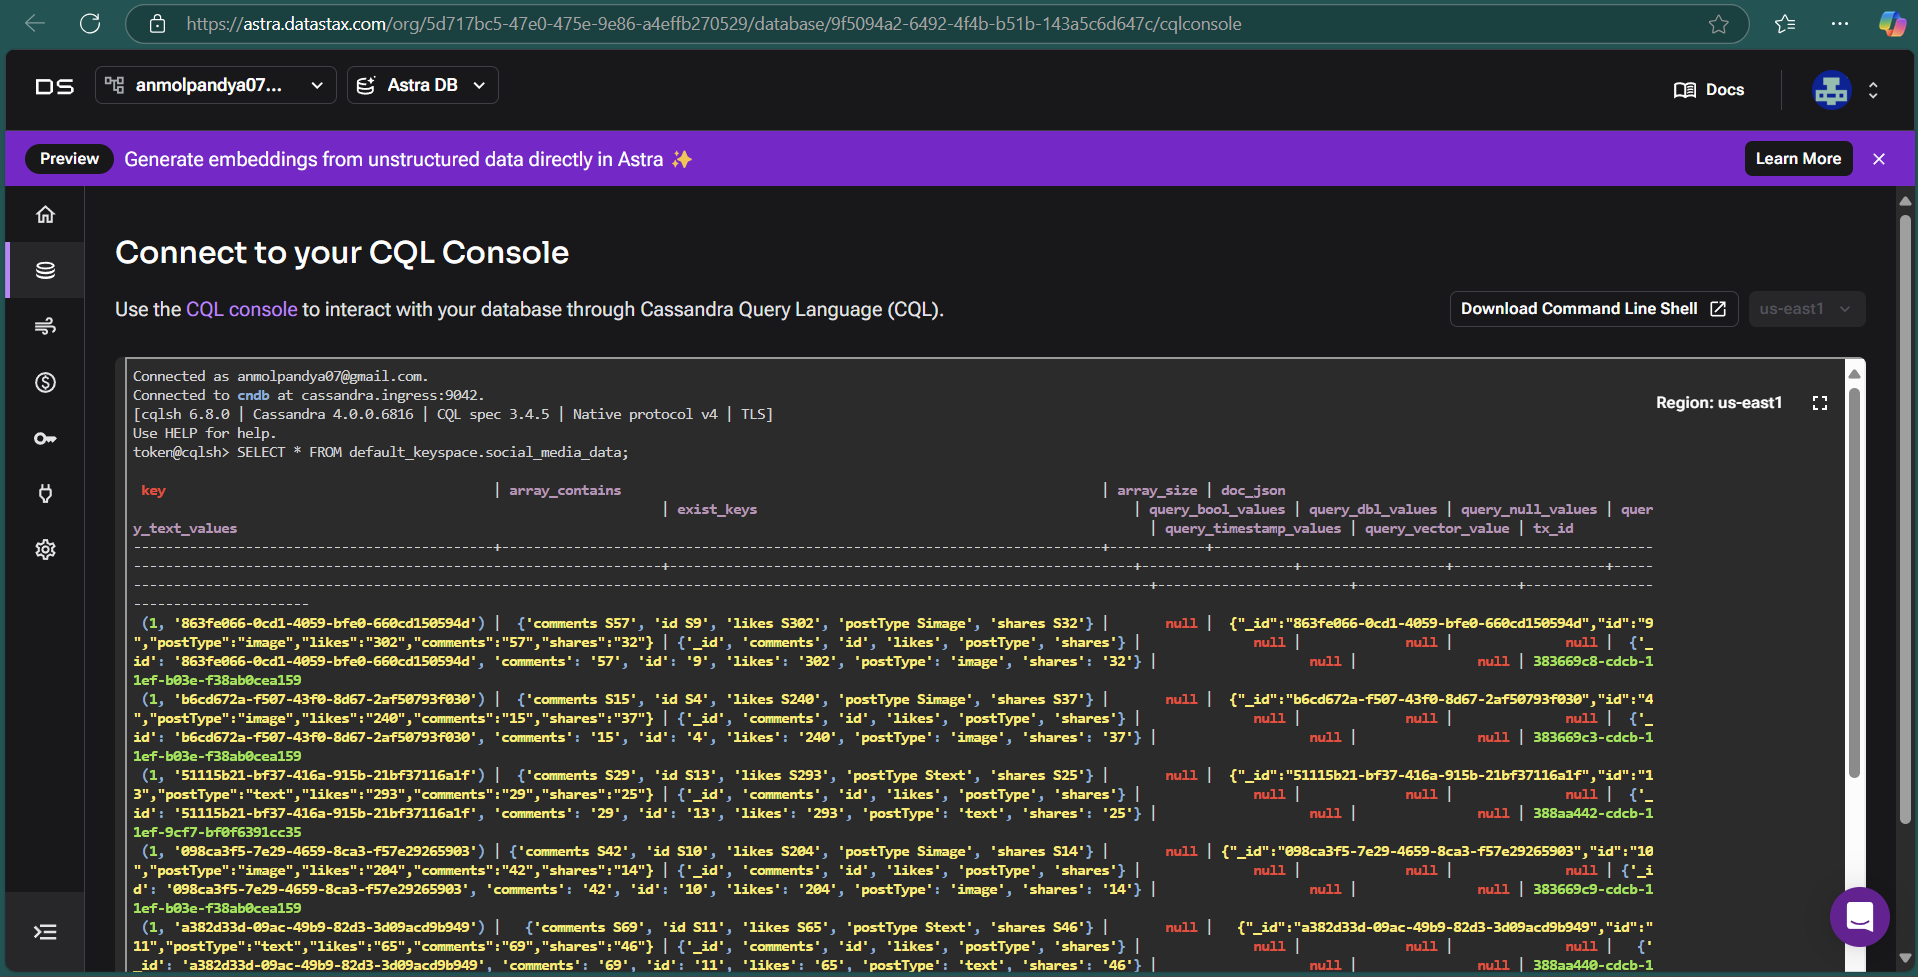 https://astra.datastax.com/org/5d717bc5-47e0-475e-9e86-a4effb270529/database/9f5094a2-6492-4f4b-b51b-143a5c6d647c/cqlconsole
DS anmolpandya07... Astra DB Docs
Preview Generate embeddings from unstructured data directly in Astra ✨ Learn More
Connect to your CQL Console
Use the CQL console to interact with your database through Cassandra Query Language (CQL). Download Command Line Shell us-east1
Connected as anmolpandya07@gmail.com.
Connected to cndb at cassandra.ingress:9042.
[cqlsh 6.8.0 | Cassandra 4.0.0.6816 | CQL spec 3.4.5 | Native protocol v4 | TLS]
Region: us-east1
Use HELP for help.
token@cqlsh> SELECT * FROM default_keyspace.social_media_data;
key | array_contains | array_size | doc_json
| exist_keys | query_bool_values | query_dbl_values | query_null_values | quer
y_text_values | query_timestamp_values | query_vector_value | tx_id
(1, '863fe066-0cd1-4059-bfe0-660cd150594d') | {'comments S57', 'id S9', 'likes S302', 'postType Simage', 'shares S32'} | null | {"_id":"863fe066-0cd1-4059-bfe0-660cd150594d","id":"9
","postType":"image","likes":"302","comments":"57","shares":"32"} | {'_id', 'comments', 'id', 'likes', 'postType', 'shares'} | null | null | null | {'_
id': '863fe066-0cd1-4059-bfe0-660cd150594d', 'comments': '57', 'id': '9', 'likes': '302', 'postType': 'image', 'shares': '32'} | null | null | 383669c8-cdcb-1
1ef-b03e-f38ab0cea159
(1, 'b6cd672a-f507-43f0-8d67-2af50793f030') | {'comments S15', 'id S4', 'likes S240', 'postType Simage', 'shares S37'} | null | {"_id":"b6cd672a-f507-43f0-8d67-2af50793f030","id":"4
","postType":"image","likes":"240","comments":"15","shares":"37"} | {'_id', 'comments', 'id', 'likes', 'postType', 'shares'} | null | null | null | {'_
id': 'b6cd672a-f507-43f0-8d67-2af50793f030', 'comments': '15', 'id': '4', 'likes': '240', 'postType': 'image', 'shares': '37'} | null | null | 383669c3-cdcb-1
1ef-b03e-f38ab0cea159
(1, '51115b21-bf37-416a-915b-21bf37116a1f') | {'comments S29', 'id S13', 'likes S293', 'postType Stext', 'shares S25'} | null | {"_id":"51115b21-bf37-416a-915b-21bf37116a1f","id":"1
3","postType":"text","likes":"293","comments":"29","shares":"25"} | {'_id', 'comments', 'id', 'likes', 'postType', 'shares'} | null | null | null | {'_
id': '51115b21-bf37-416a-915b-21bf37116a1f', 'comments': '29', 'id': '13', 'likes': '293', 'postType': 'text', 'shares': '25'} | null | null | 388aa442-cdcb-1
1ef-9cf7-bf0f6391cc35
(1, '098ca3f5-7e29-4659-8ca3-f57e29265903') | {'comments S42', 'id S10', 'likes S204', 'postType Simage', 'shares S14'} | null | {"_id":"098ca3f5-7e29-4659-8ca3-f57e29265903","id":"10
","postType":"image","likes":"204","comments":"42","shares":"14"} | {'_id', 'comments', 'id', 'likes', 'postType', 'shares'} | null | null | null | {'_i
d': '098ca3f5-7e29-4659-8ca3-f57e29265903', 'comments': '42', 'id': '10', 'likes': '204', 'postType': 'image', 'shares': '14'} | null | null | 383669c9-cdcb-1
1ef-b03e-f38ab0cea159
(1, 'a382d33d-09ac-49b9-82d3-3d09acd9b949') | {'comments S69', 'id S11', 'likes S65', 'postType Stext', 'shares S46'} | null | {"_id":"a382d33d-09ac-49b9-82d3-3d09acd9b949","id":"
11","postType":"text","likes":"65","comments":"69","shares":"46"} | {'_id', 'comments', 'id', 'likes', 'postType', 'shares'} | null | null | null | {'
_id': 'a382d33d-09ac-49b9-82d3-3d09acd9b949', 'comments': '69', 'id': '11', 'likes': '65', 'postType': 'text', 'shares': '46'} | null | null | 388aa440-cdcb-1